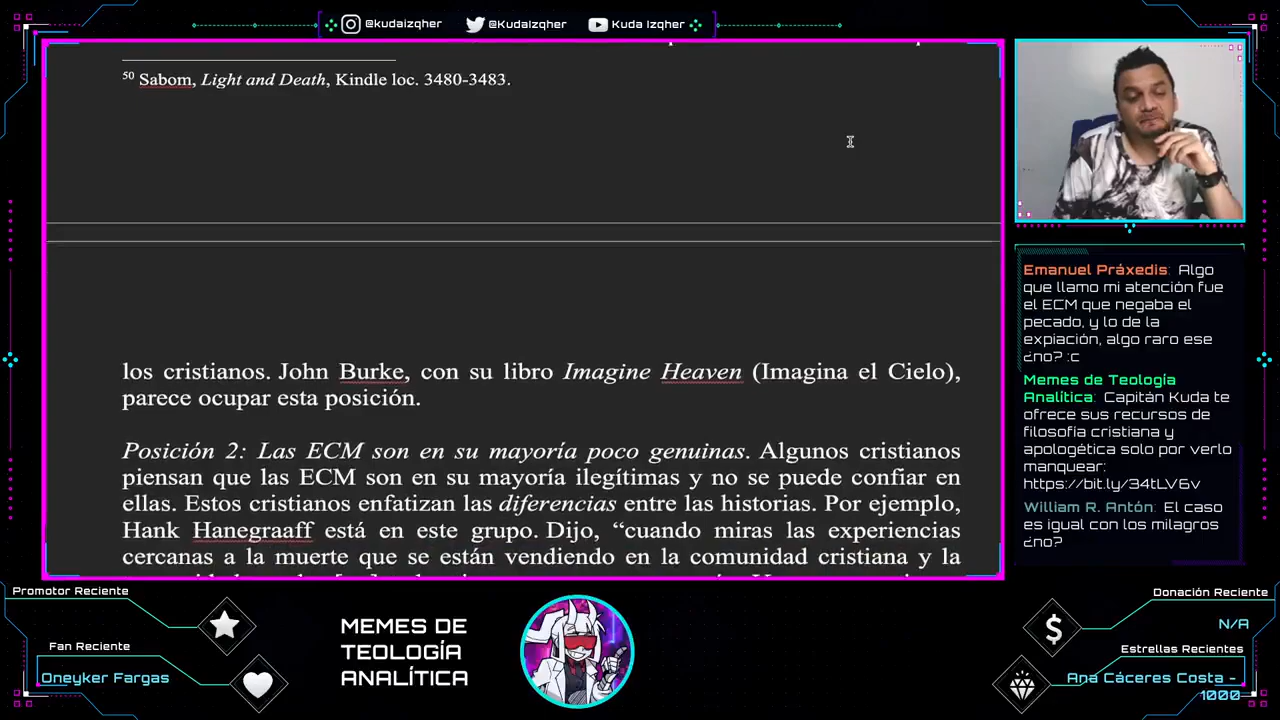 @kudaizqher @KudaIzqher Kuda Izqher
50 Sabom, Light and Death, Kindle loc. 3480-3483.
los cristianos. John Burke, con su libro Imagine Heaven (Imagina el Cielo),
parece ocupar esta posición.
Posición 2: Las ECM son en su mayoría poco genuinas. Algunos cristianos
piensan que las ECM son en su mayoría ilegítimas y no se puede confiar en
ellas. Estos cristianos enfatizan las diferencias entre las historias. Por ejemplo,
Hank Hanegraaff está en este grupo. Dijo, “cuando miras las experiencias
cercanas a la muerte que se están vendiendo en la comunidad cristiana y la
Emanuel Práxedis: Algo
que llamo mi atención fue
el ECM que negaba el
pecado, y lo de la
expiación, algo raro ese
¿no? :c
Memes de Teología
Analítica: Capitán Kuda te
ofrece sus recursos de
filosofía cristiana y
apologética solo por verlo
manquear:
https://bit.ly/34tLV6v
William R. Antón: El caso
es igual con los milagros
¿no?
Promotor Reciente
Fan Reciente
Oneyker Fargas
MEMES DE
TEOLOGÍA
ANALÍTICA
Donación Reciente
N/A
Estrellas Recientes
Ana Cáceres Costa -
1000